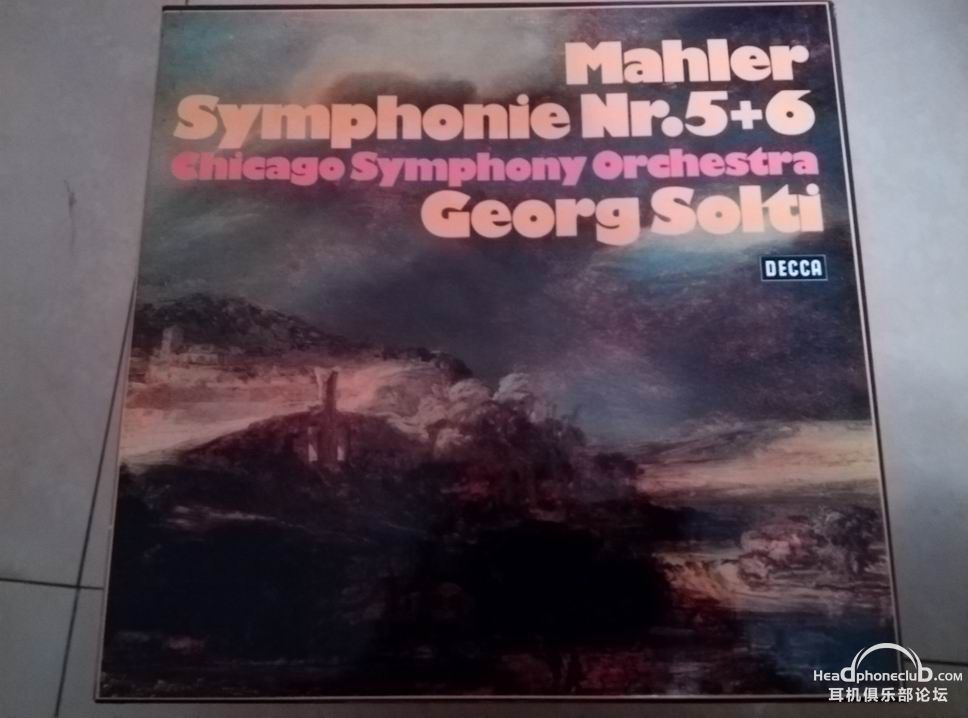 Mahler
Symphonie Nr.5+6
Chicago Symphony Orchestra
Georg Solti
DECCA
HeadphonecluD.com
耳机俱乐部论坛